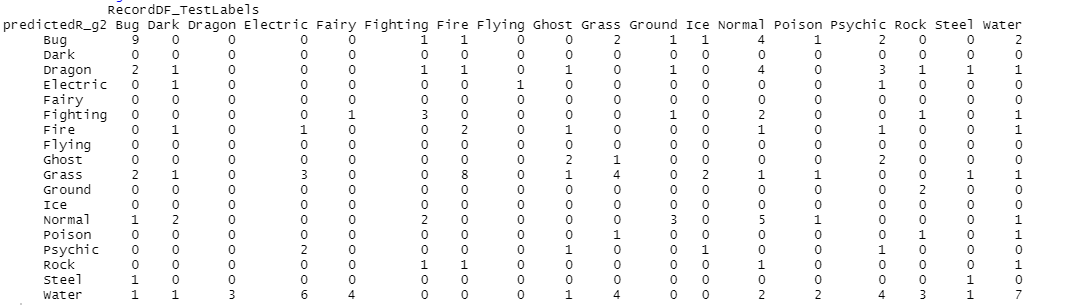 RecordDF_TestLabels
predictedR_g2 Bug Dark Dragon Electric Fairy Fighting Fire Flying Ghost Grass Ground Ice Normal Poison Psychic Rock Steel Water
Bug 9 0 0 0 0 1 1 0 0 2 1 1 4 1 2 0 0 2
Dark 0 0 0 0 0 0 0 0 0 0 0 0 0 0 0 0 0 0
Dragon 2 1 0 0 0 1 1 0 1 0 1 0 4 0 3 1 1 1
Electric 0 1 0 0 0 0 0 1 0 0 0 0 0 0 1 0 0 0
Fairy 0 0 0 0 0 0 0 0 0 0 0 0 0 0 0 0 0 0
Fighting 0 0 0 0 1 3 0 0 0 0 1 0 2 0 0 1 0 1
Fire 0 1 0 1 0 0 2 0 1 0 0 0 1 0 1 0 0 1
Flying 0 0 0 0 0 0 0 0 0 0 0 0 0 0 0 0 0 0
Ghost 0 0 0 0 0 0 0 0 2 1 0 0 0 0 2 0 0 0
Grass 2 1 0 3 0 0 8 0 1 4 0 2 1 1 0 0 1 1
Ground 0 0 0 0 0 0 0 0 0 0 0 0 0 0 0 2 0 0
Ice 0 0 0 0 0 0 0 0 0 0 0 0 0 0 0 0 0 0
Normal 1 2 0 0 0 2 0 0 0 0 3 0 5 1 0 0 0 1
Poison 0 0 0 0 0 0 0 0 0 1 0 0 0 0 0 1 0 1
Psychic 0 0 0 2 0 0 0 0 1 0 0 1 0 0 1 0 0 0
Rock 0 0 0 0 0 1 1 0 0 0 0 0 1 0 0 0 0 1
Steel 1 0 0 0 0 0 0 0 0 0 0 0 0 0 0 0 1 0
Water 1 1 3 6 4 0 0 0 1 4 0 0 2 2 4 3 1 7